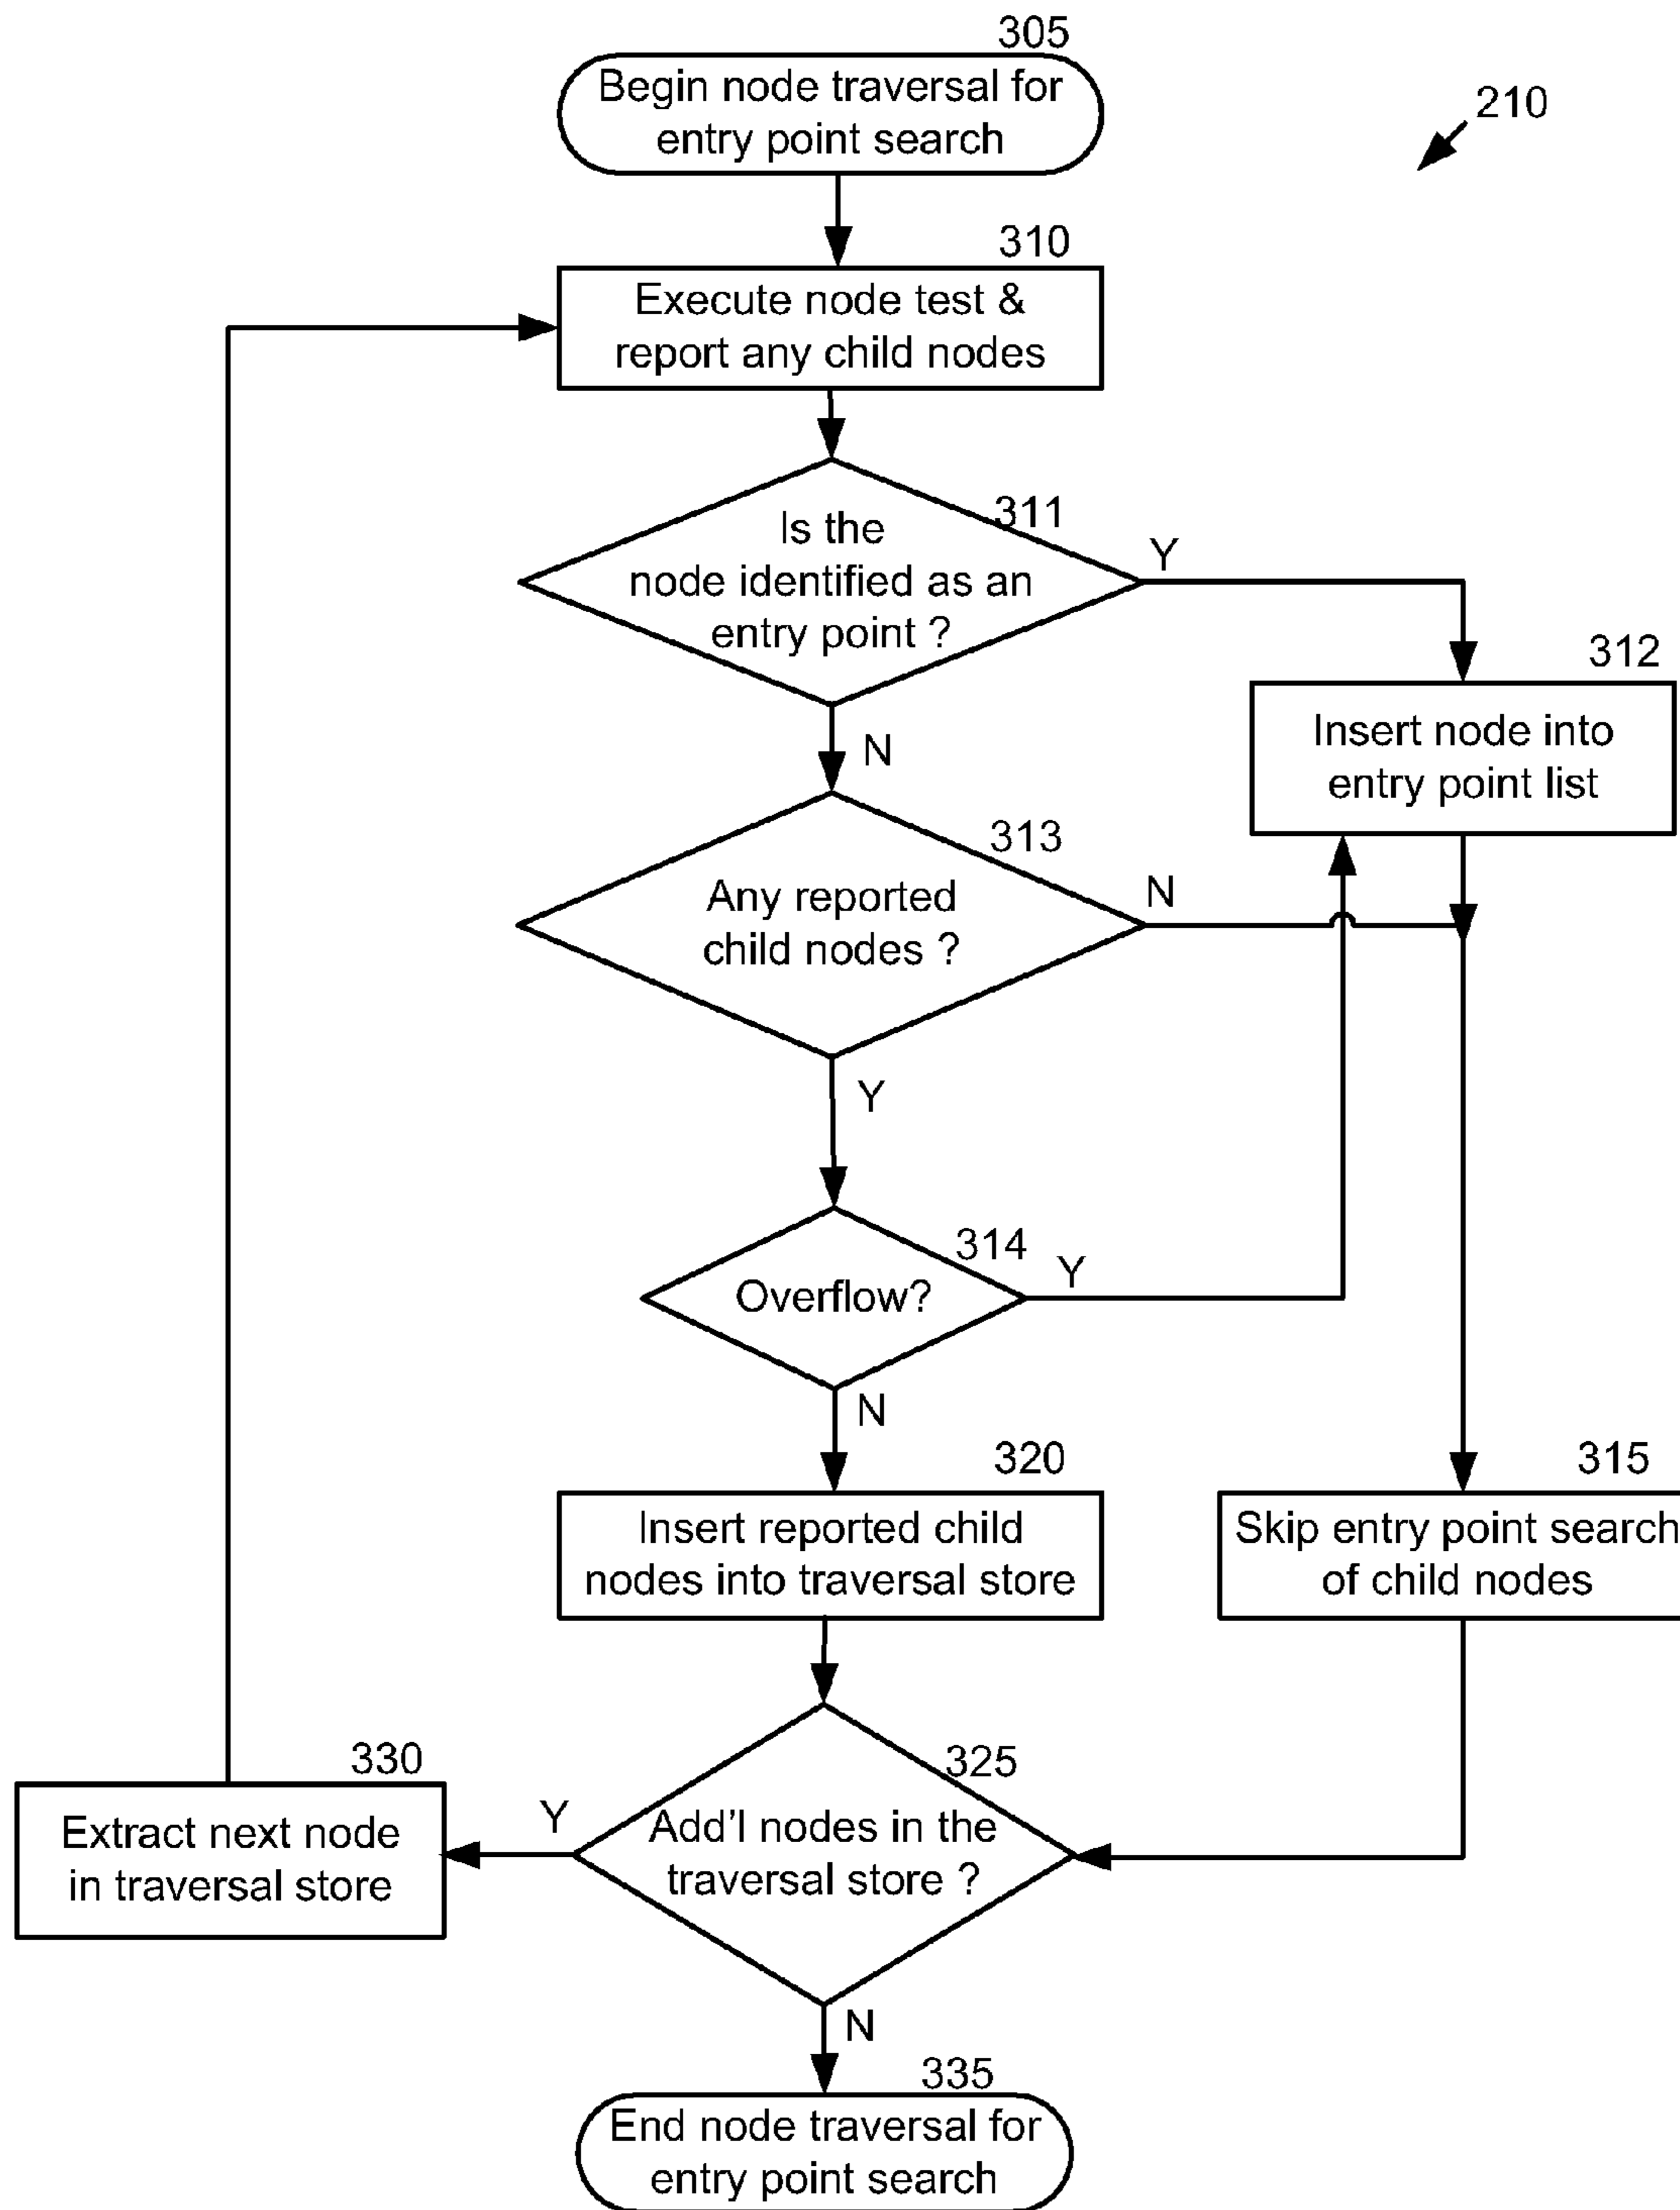 305
Begin node traversal for
entry point search
210
310
Execute node test &
report any child nodes
311
Is the
node identified as an
entry point ?
Y
N
312
Insert node into
entry point list
313
Any reported
child nodes ?
N
Y
314
Overflow?
Y
N
320
Insert reported child
nodes into traversal store
315
Skip entry point search
of child nodes
325
Add'l nodes in the
traversal store ?
Y
N
330
Extract next node
in traversal store
335
End node traversal for
entry point search